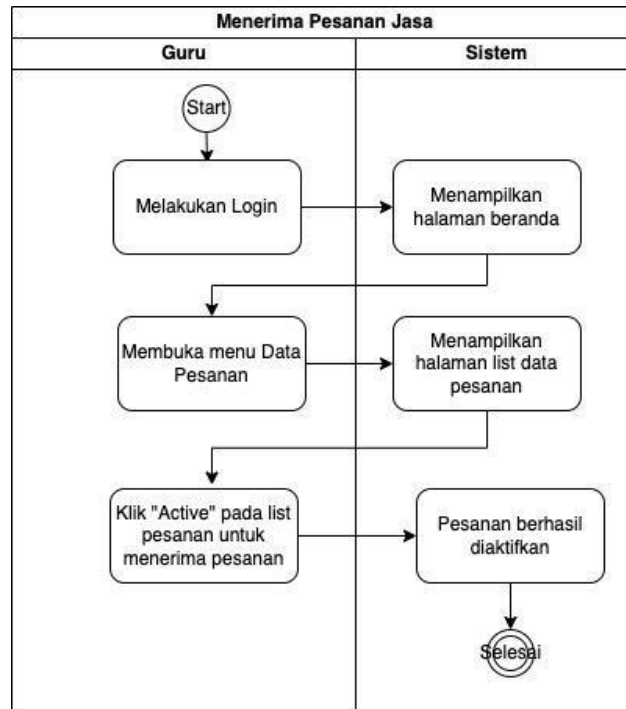 Menerima Pesanan Jasa
Guru
Sistem
Start
Melakukan Login
Menampilkan
halaman beranda
Membuka menu Data
Pesanan
Menampilkan
halaman list data
pesanan
Klik "Active" pada list
pesanan untuk
menerima pesanan
Pesanan berhasil
diaktifkan
Selesai